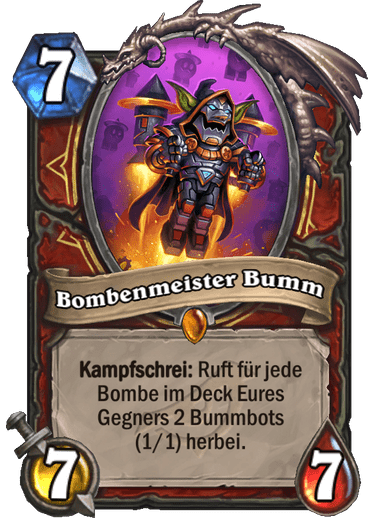 7
Bombenmeister Bumm
Kampfschrei: Ruft für jede
Bombe im Deck Eures
Gegners 2 Bummbots
(1/1) herbei.
7
7